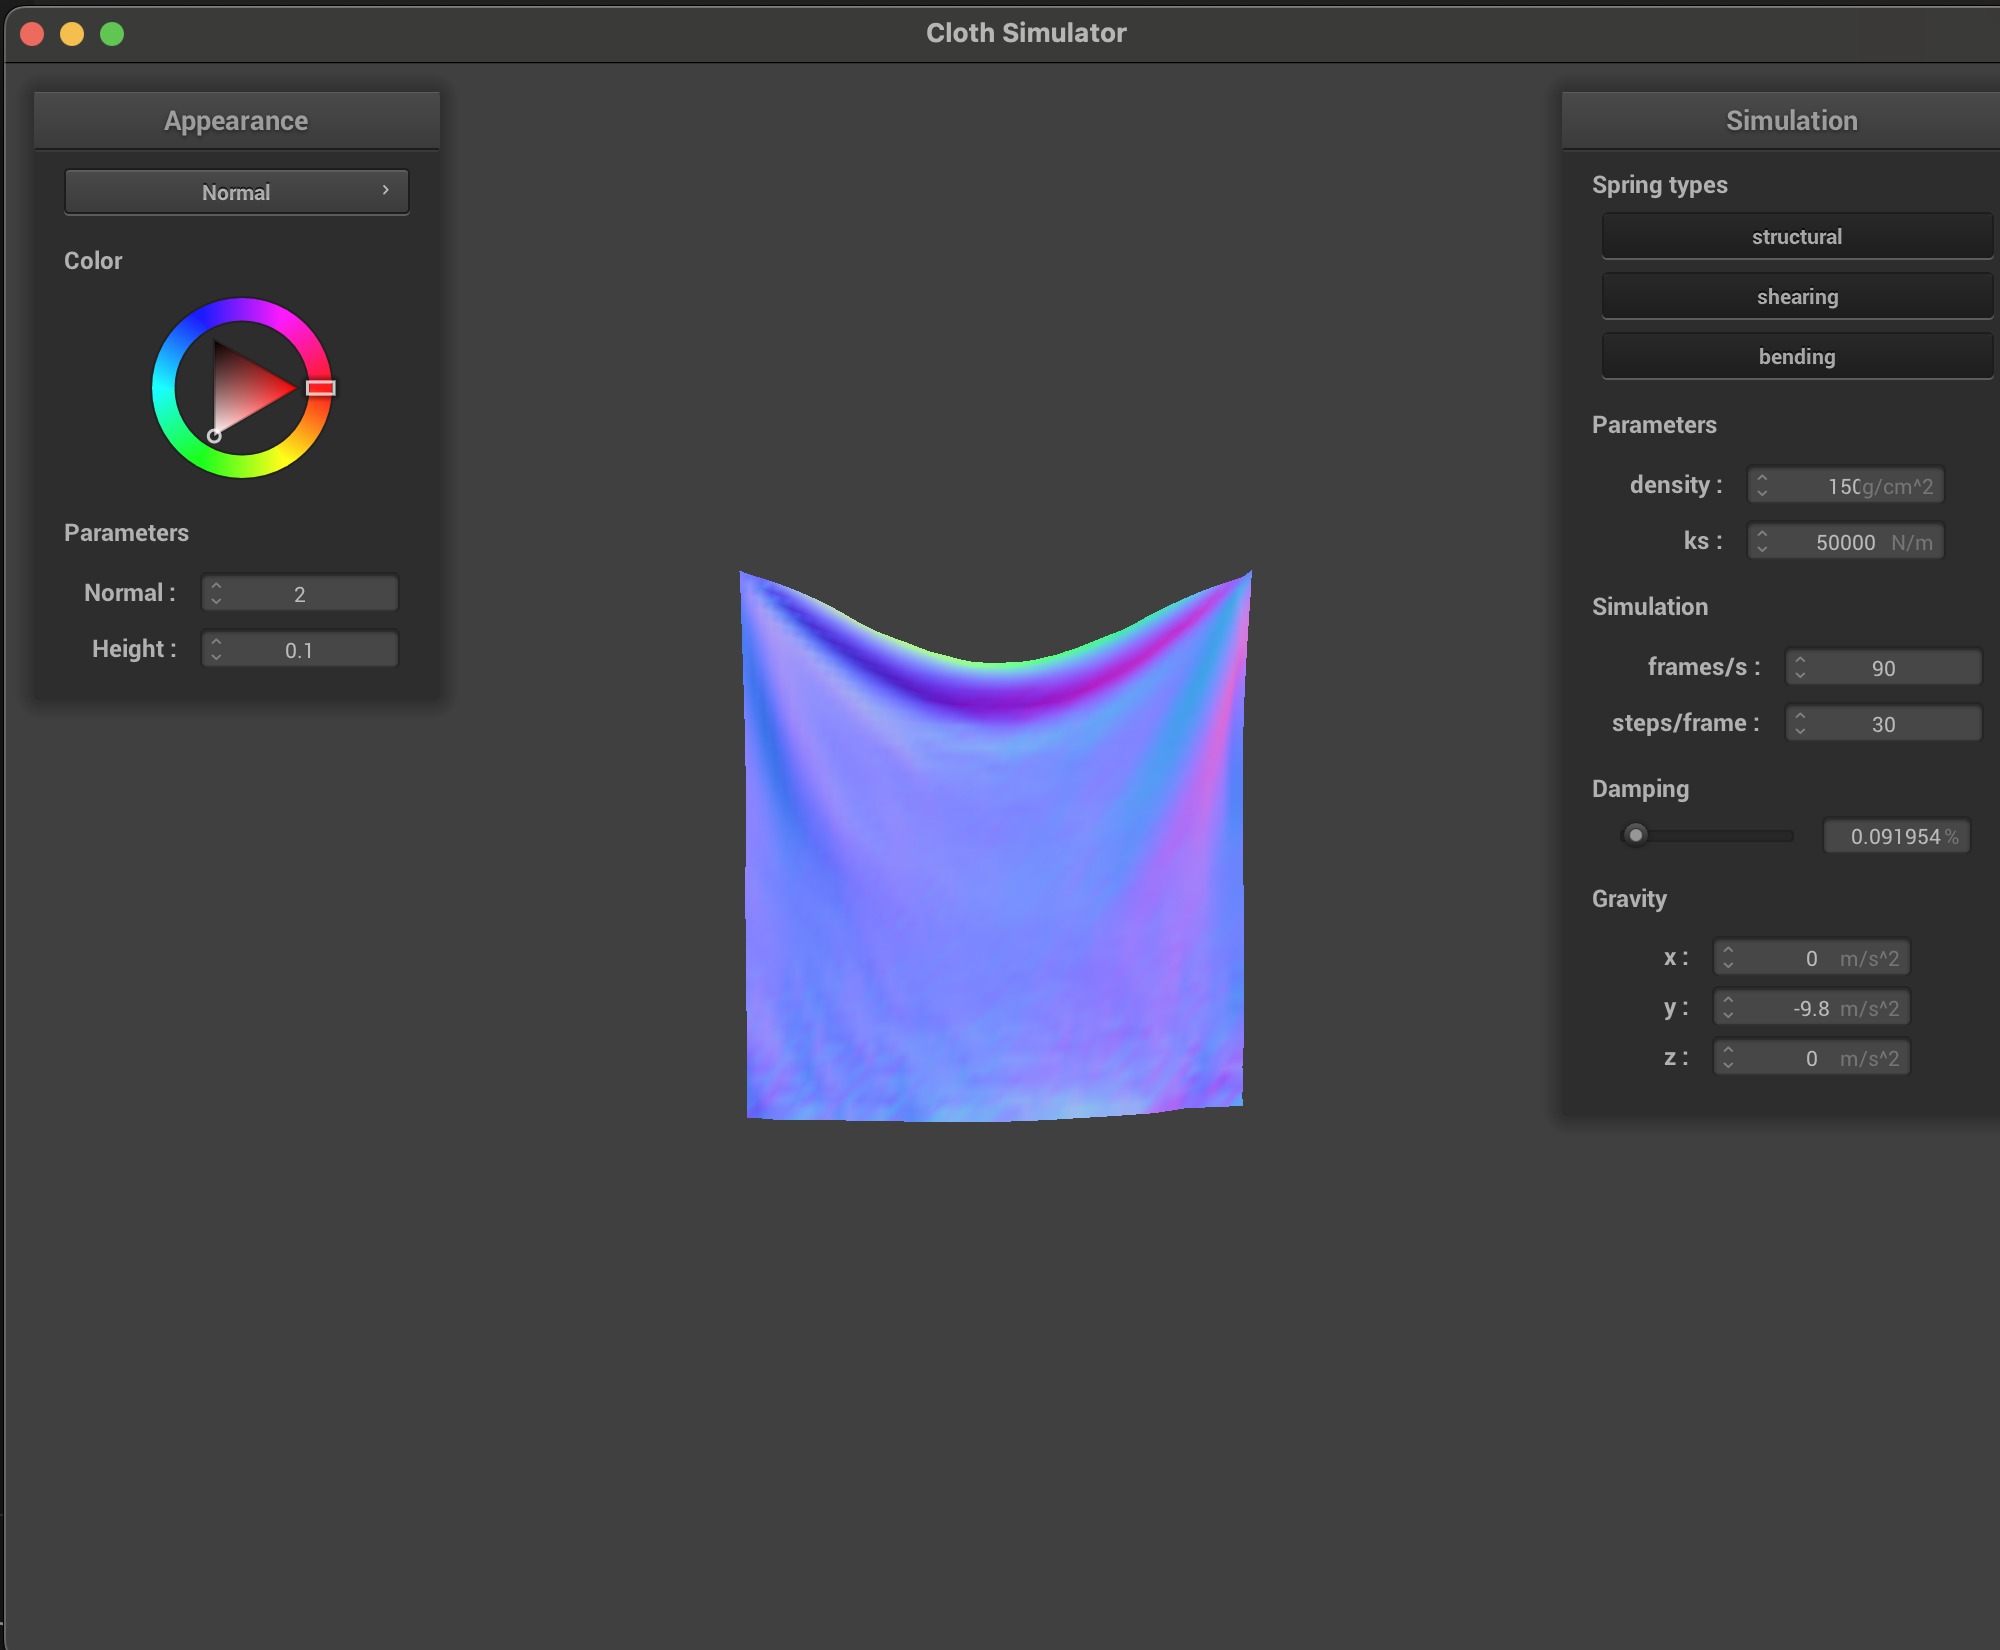 Cloth Simulator
Appearance
Normal
Color
Parameters
Normal :
2
Height :
0.1
Simulation
Spring types
structural
shearing
bending
Parameters
density :
150 g/cm^2
ks :
50000 N/m
Simulation
frames/s :
90
steps/frame :
30
Damping
0.091954 %
Gravity
x :
0 m/s^2
y :
-9.8 m/s^2
z :
0 m/s^2